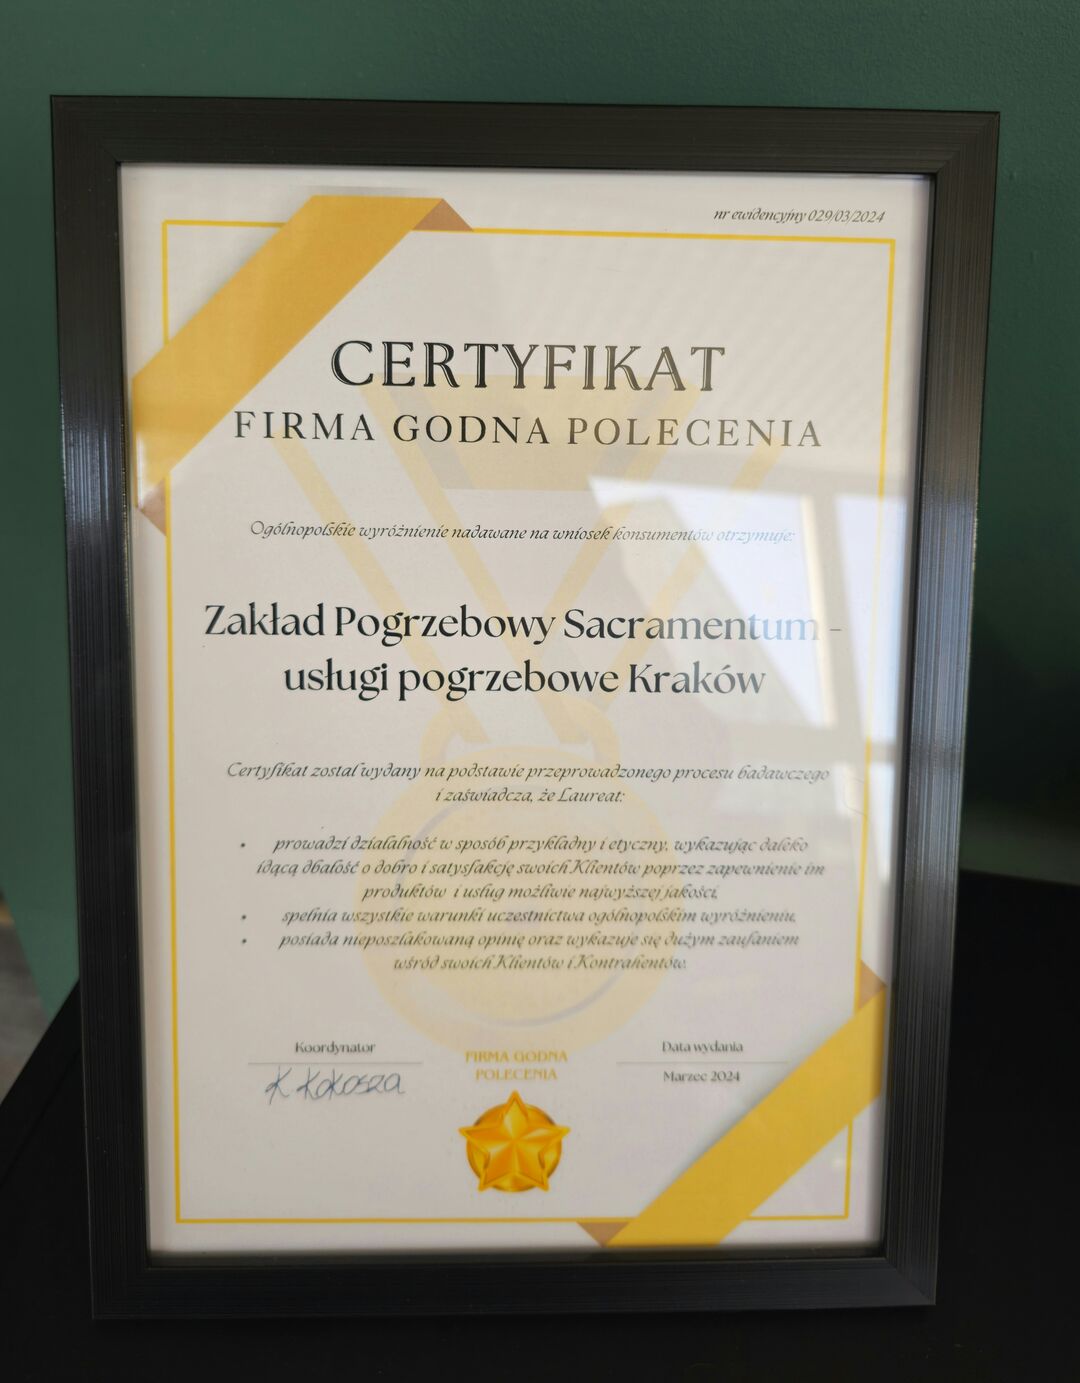 nr ewidencyjny 029/03/2024
CERTYFIKAT
FIRMA GODNA POLECENIA
Ogólnopolskie wyróżnienie nadawane na wniosek konsumentów otrzymuje:
Zakład Pogrzebowy Sacramentum -
usługi pogrzebowe Kraków
Certyfikat został wydany na podstawie przeprowadzonego procesu badawczego
i zaświadcza, że Laureat:
• prowadzi działalność w sposób przykładny i etyczny, wykazując daleko
idącą dbałość o dobro i satysfakcję swoich Klientów poprzez zapewnienie im
produktów i usług możliwie najwyższej jakości,
• spełnia wszystkie warunki uczestnictwa ogólnopolskim wyróżnieniu,
• posiada nieposzlakowaną opinię oraz wykazuje się dużym zaufaniem
wśród swoich Klientów i Kontrahentów.
Koordynator
K Kokosza
FIRMA GODNA
POLECENIA
Data wydania
Marzec 2024